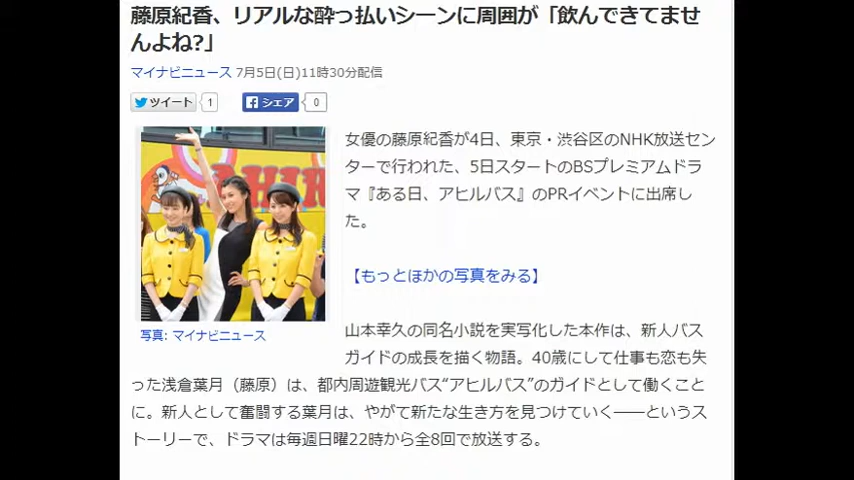 藤原紀香、リアルな酔っ払いシーンに周囲が「飲んできてませ
んよね?」
マイナビニュース 7月5日(日)11時30分配信
ツイート 1 シェア 0
女優の藤原紀香が4日、東京・渋谷区のNHK放送セン
ターで行われた、5日スタートのBSプレミアムドラ
マ『ある日、アヒルバス』のPRイベントに出席し
た。
【もっとほかの写真をみる】
写真: マイナビニュース
山本幸久の同名小説を実写化した本作は、新人バス
ガイドの成長を描く物語。40歳にして仕事も恋も失
った浅倉葉月（藤原）は、都内周遊観光バス“アヒルバス”のガイドとして働くこと
に。新人として奮闘する葉月は、やがて新たな生き方を見つけていく――というス
トーリーで、ドラマは毎週日曜22時から全8回で放送する。